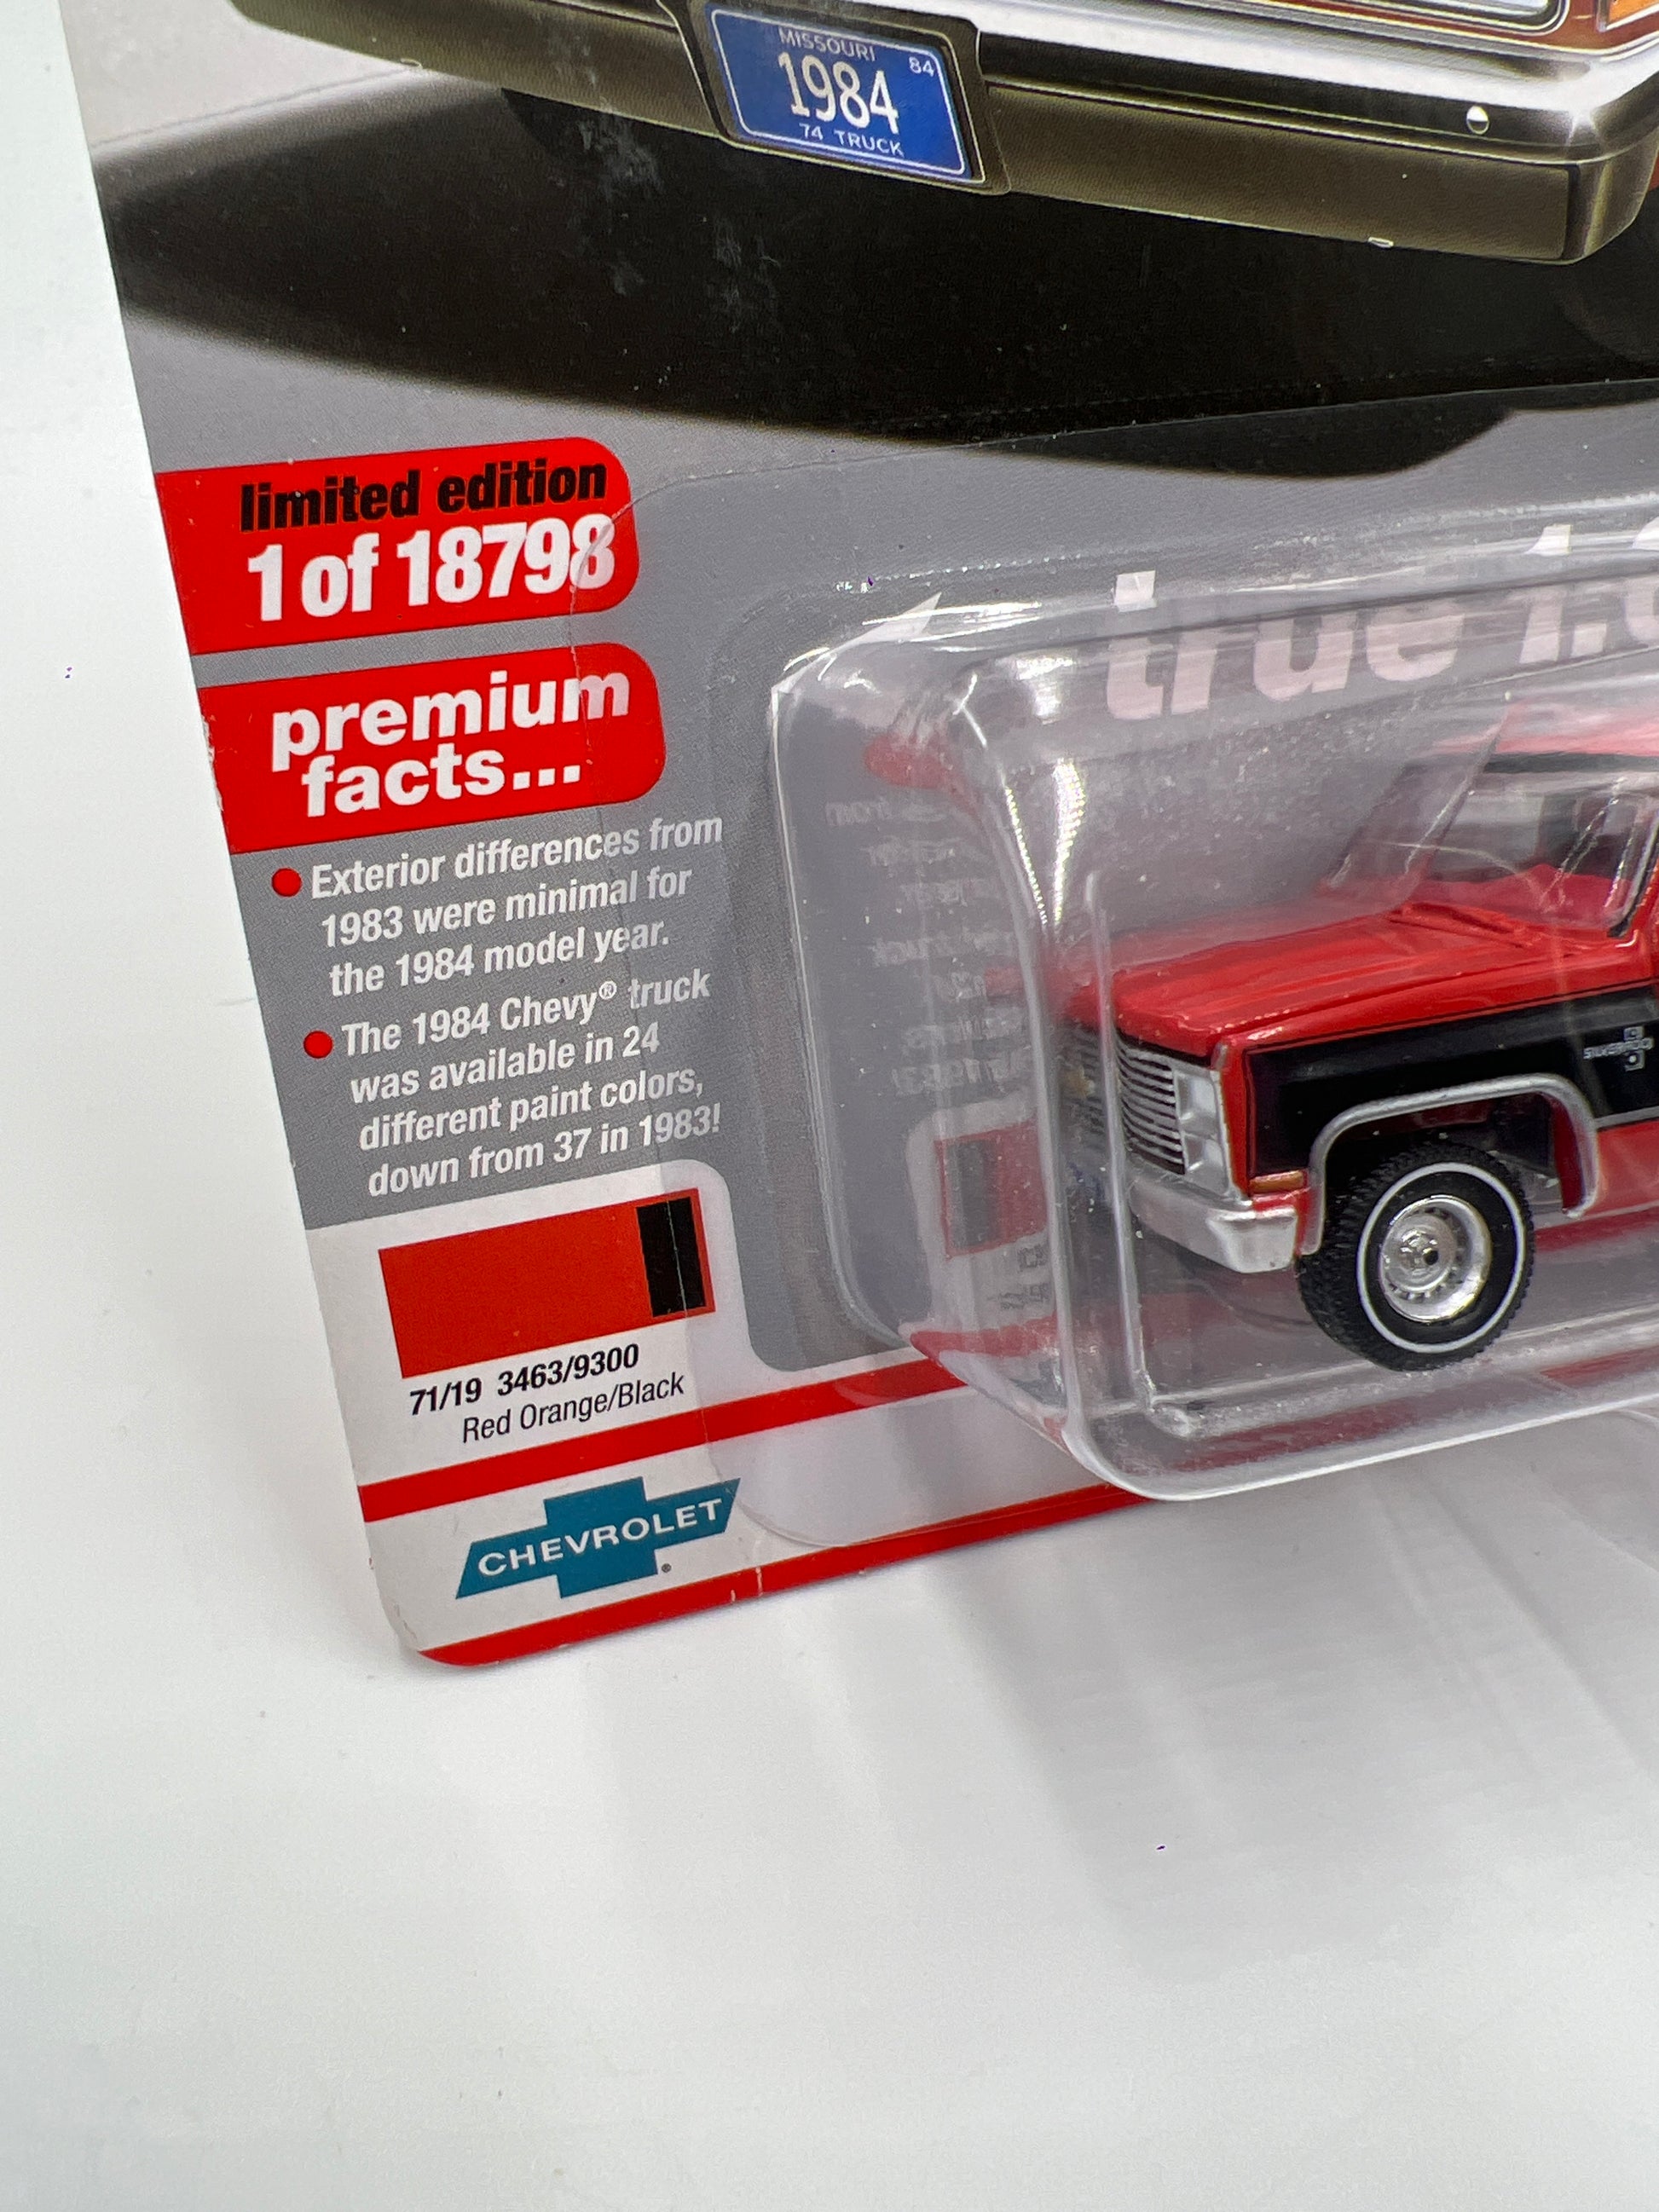 MISSOURI
84
1984
74 TRUCK
limited edition
1 of 18798
premium
facts...
Exterior differences from
1983 were minimal for
the 1984 model year.
The 1984 Chevy® truck
was available in 24
different paint colors,
down from 37 in 1983!
71/19 3463/9300
Red Orange/Black
CHEVROLET®
true
SILVERADO